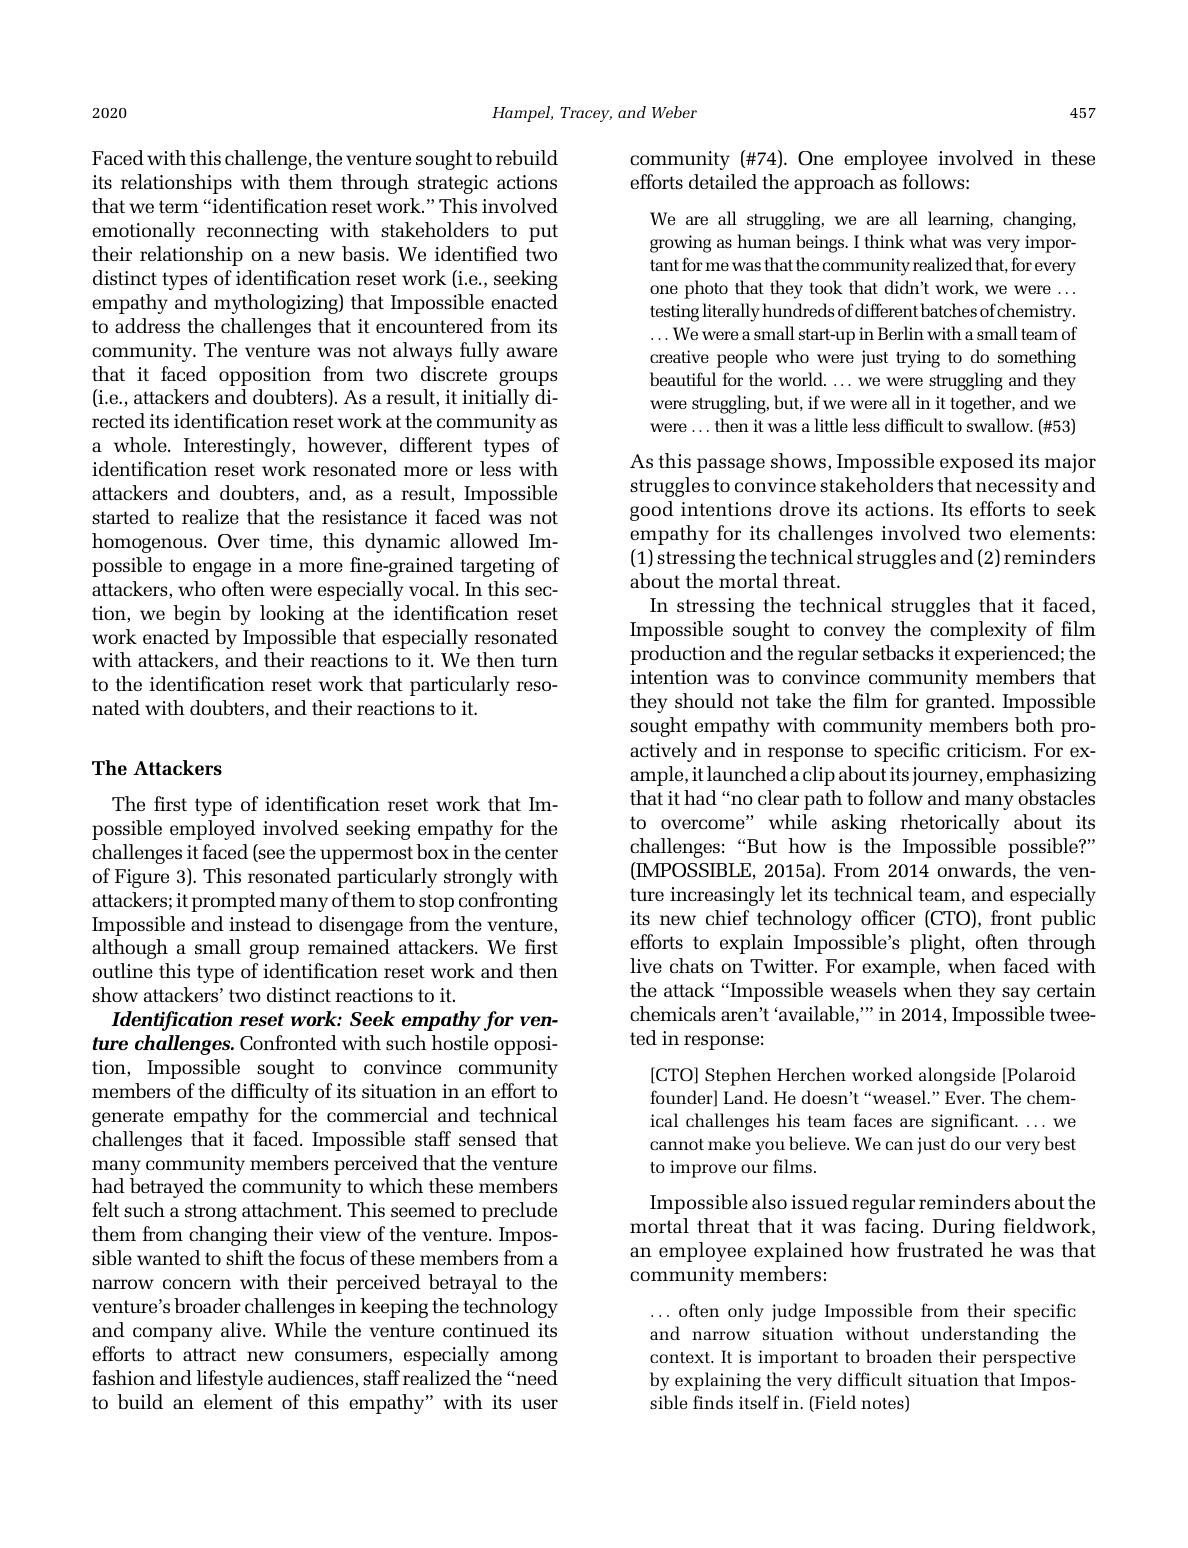 2020
Hampel, Tracey, and Weber
457
Faced with this challenge, the venture sought to rebuild
its relationships with them through strategic actions
that we term “identification reset work.” This involved
emotionally reconnecting with stakeholders to put
their relationship on a new basis. We identified two
distinct types of identification reset work (i.e., seeking
empathy and mythologizing) that Impossible enacted
to address the challenges that it encountered from its
community. The venture was not always fully aware
that it faced opposition from two discrete groups
(i.e., attackers and doubters). As a result, it initially di-
rected its identification reset work at the community as
a whole. Interestingly, however, different types of
identification reset work resonated more or less with
attackers and doubters, and, as a result, Impossible
started to realize that the resistance it faced was not
homogenous. Over time, this dynamic allowed Im-
possible to engage in a more fine-grained targeting of
attackers, who often were especially vocal. In this sec-
tion, we begin by looking at the identification reset
work enacted by Impossible that especially resonated
with attackers, and their reactions to it. We then turn
to the identification reset work that particularly reso-
nated with doubters, and their reactions to it.
The Attackers
The first type of identification reset work that Im-
possible employed involved seeking empathy for the
challenges it faced (see the uppermost box in the center
of Figure 3). This resonated particularly strongly with
attackers; it prompted many of them to stop confronting
Impossible and instead to disengage from the venture,
although a small group remained attackers. We first
outline this type of identification reset work and then
show attackers’ two distinct reactions to it.
Identification reset work: Seek empathy for ven-
ture challenges. Confronted with such hostile opposi-
tion, Impossible sought to convince community
members of the difficulty of its situation in an effort to
generate empathy for the commercial and technical
challenges that it faced. Impossible staff sensed that
many community members perceived that the venture
had betrayed the community to which these members
felt such a strong attachment. This seemed to preclude
them from changing their view of the venture. Impos-
sible wanted to shift the focus of these members from a
narrow concern with their perceived betrayal to the
venture’s broader challenges in keeping the technology
and company alive. While the venture continued its
efforts to attract new consumers, especially among
fashion and lifestyle audiences, staff realized the “need
to build an element of this empathy” with its user
community (#74). One employee involved in these
efforts detailed the approach as follows:
We are all struggling, we are all learning, changing,
growing as human beings. I think what was very impor-
tant for me was that the community realized that, for every
one photo that they took that didn’t work, we were ...
testing literally hundreds of different batches of chemistry.
... We were a small start-up in Berlin with a small team of
creative people who were just trying to do something
beautiful for the world. ... we were struggling and they
were struggling, but, if we were all in it together, and we
were ... then it was a little less difficult to swallow. (#53)
As this passage shows, Impossible exposed its major
struggles to convince stakeholders that necessity and
good intentions drove its actions. Its efforts to seek
empathy for its challenges involved two elements:
(1) stressing the technical struggles and (2) reminders
about the mortal threat.
In stressing the technical struggles that it faced,
Impossible sought to convey the complexity of film
production and the regular setbacks it experienced; the
intention was to convince community members that
they should not take the film for granted. Impossible
sought empathy with community members both pro-
actively and in response to specific criticism. For ex-
ample, it launched a clip about its journey, emphasizing
that it had “no clear path to follow and many obstacles
to overcome” while asking rhetorically about its
challenges: “But how is the Impossible possible?”
(IMPOSSIBLE, 2015a). From 2014 onwards, the ven-
ture increasingly let its technical team, and especially
its new chief technology officer (CTO), front public
efforts to explain Impossible’s plight, often through
live chats on Twitter. For example, when faced with
the attack “Impossible weasels when they say certain
chemicals aren’t ‘available,’” in 2014, Impossible twee-
ted in response:
[CTO] Stephen Herchen worked alongside [Polaroid
founder] Land. He doesn’t “weasel.” Ever. The chem-
ical challenges his team faces are significant. ... we
cannot make you believe. We can just do our very best
to improve our films.
Impossible also issued regular reminders about the
mortal threat that it was facing. During fieldwork,
an employee explained how frustrated he was that
community members:
... often only judge Impossible from their specific
and narrow situation without understanding the
context. It is important to broaden their perspective
by explaining the very difficult situation that Impos-
sible finds itself in. (Field notes)